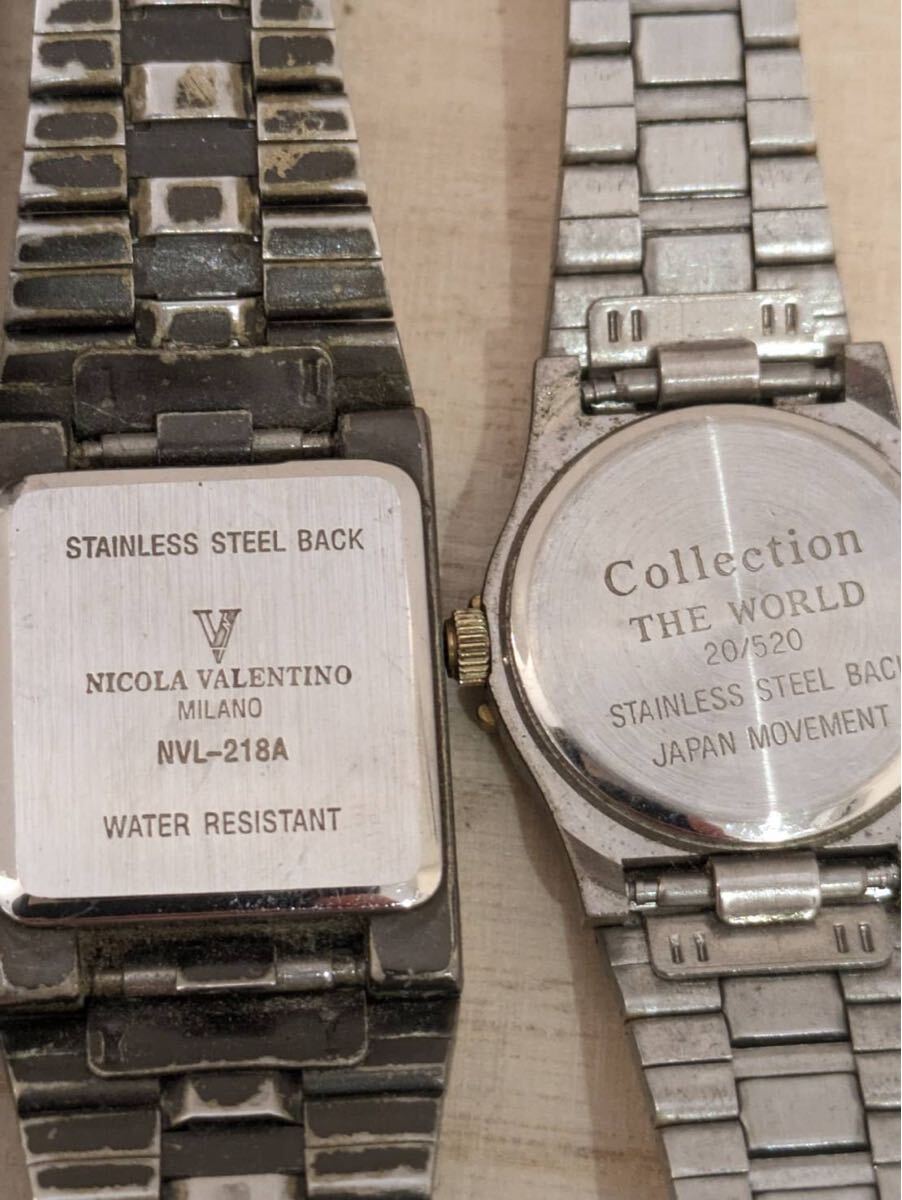 STAINLESS STEEL BACK
NICOLA VALENTINO
MILANO
NVL-218A
WATER RESISTANT
Collection
THE WORLD
20/520
STAINLESS STEEL BACK
JAPAN MOVEMENT